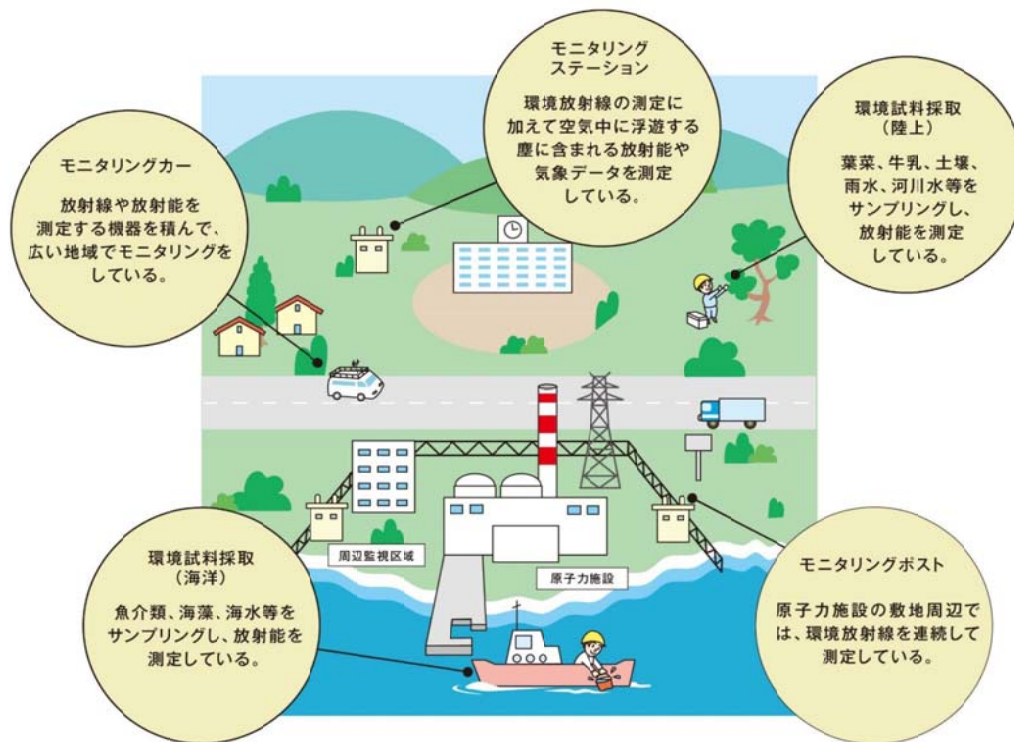 モニタリング
ステーション
環境放射線の測定に
加えて空気中に浮遊する
塵に含まれる放射能や
気象データを測定
している。
環境試料採取
(陸上)
葉菜、牛乳、土壌、
雨水、河川水等を
サンプリングし、
放射能を測定
している。
モニタリングカー
放射線や放射能を
測定する機器を積んで、
広い地域でモニタリングを
している。
環境試料採取
(海洋)
魚介類、海藻、海水等を
サンプリングし、放射能を
測定している。
周辺監視区域
原子力施設
モニタリングポスト
原子力施設の敷地周辺で
は、環境放射線を連続して
測定している。